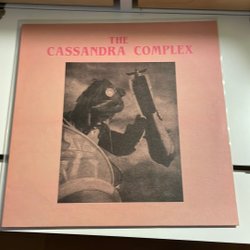 THE
CASSANDRA COMPLEX